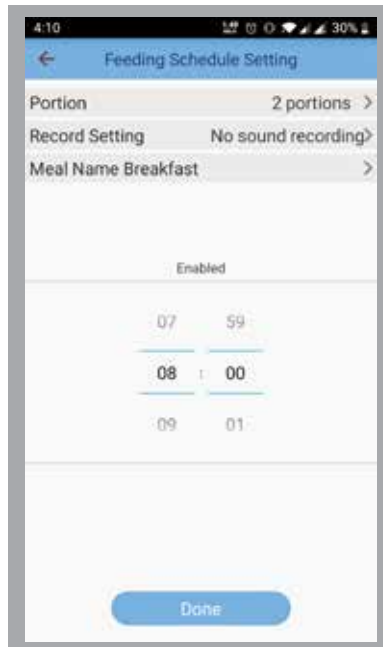 4:10 30%
Feeding Schedule Setting
Portion 2 portions >
Record Setting No sound recording>
Meal Name Breakfast >
Enabled
07 59
08 : 00
09 01
Done